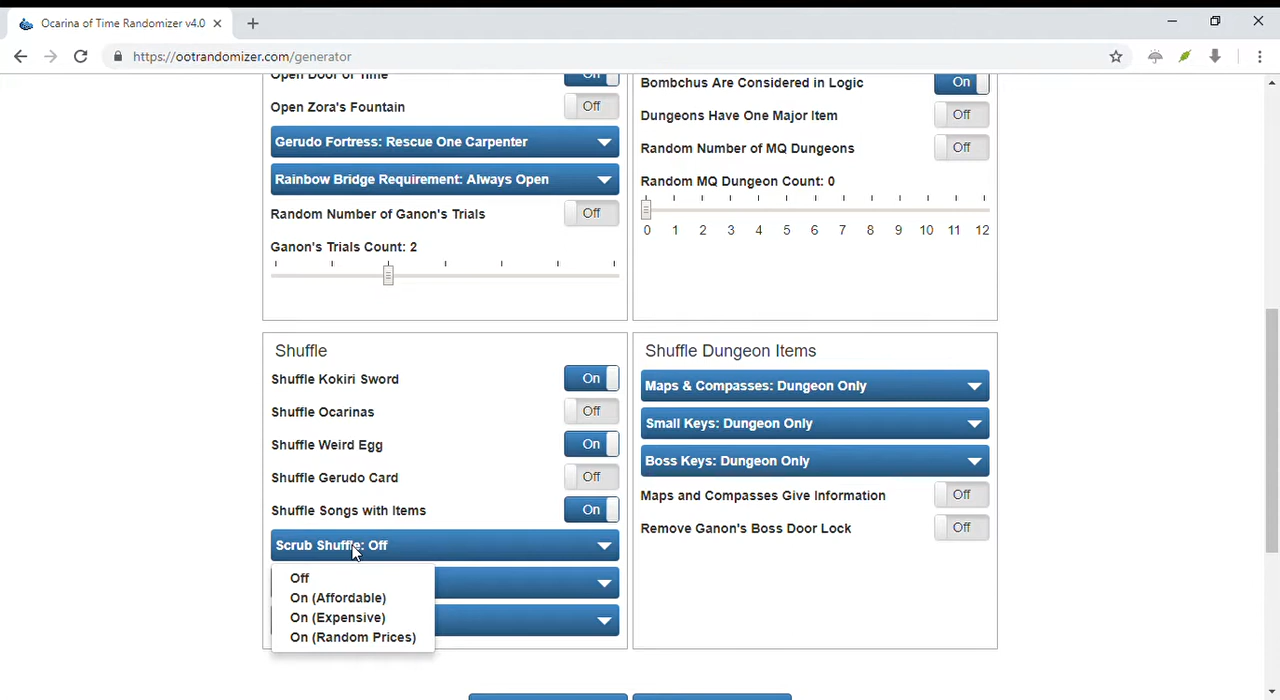 Ocarina of Time Randomizer v4.0
https://ootrandomizer.com/generator
Open Door of Time
On
Open Zora's Fountain
Off
Gerudo Fortress: Rescue One Carpenter
Rainbow Bridge Requirement: Always Open
Random Number of Ganon's Trials
Off
Ganon's Trials Count: 2
Bombchus Are Considered in Logic
On
Dungeons Have One Major Item
Off
Random Number of MQ Dungeons
Off
Random MQ Dungeon Count: 0
0 1 2 3 4 5 6 7 8 9 10 11 12
Shuffle
Shuffle Kokiri Sword
On
Shuffle Ocarinas
Off
Shuffle Weird Egg
On
Shuffle Gerudo Card
Off
Shuffle Songs with Items
On
Scrub Shuffle: Off
Off
On (Affordable)
On (Expensive)
On (Random Prices)
Shuffle Dungeon Items
Maps & Compasses: Dungeon Only
Small Keys: Dungeon Only
Boss Keys: Dungeon Only
Maps and Compasses Give Information
Off
Remove Ganon's Boss Door Lock
Off